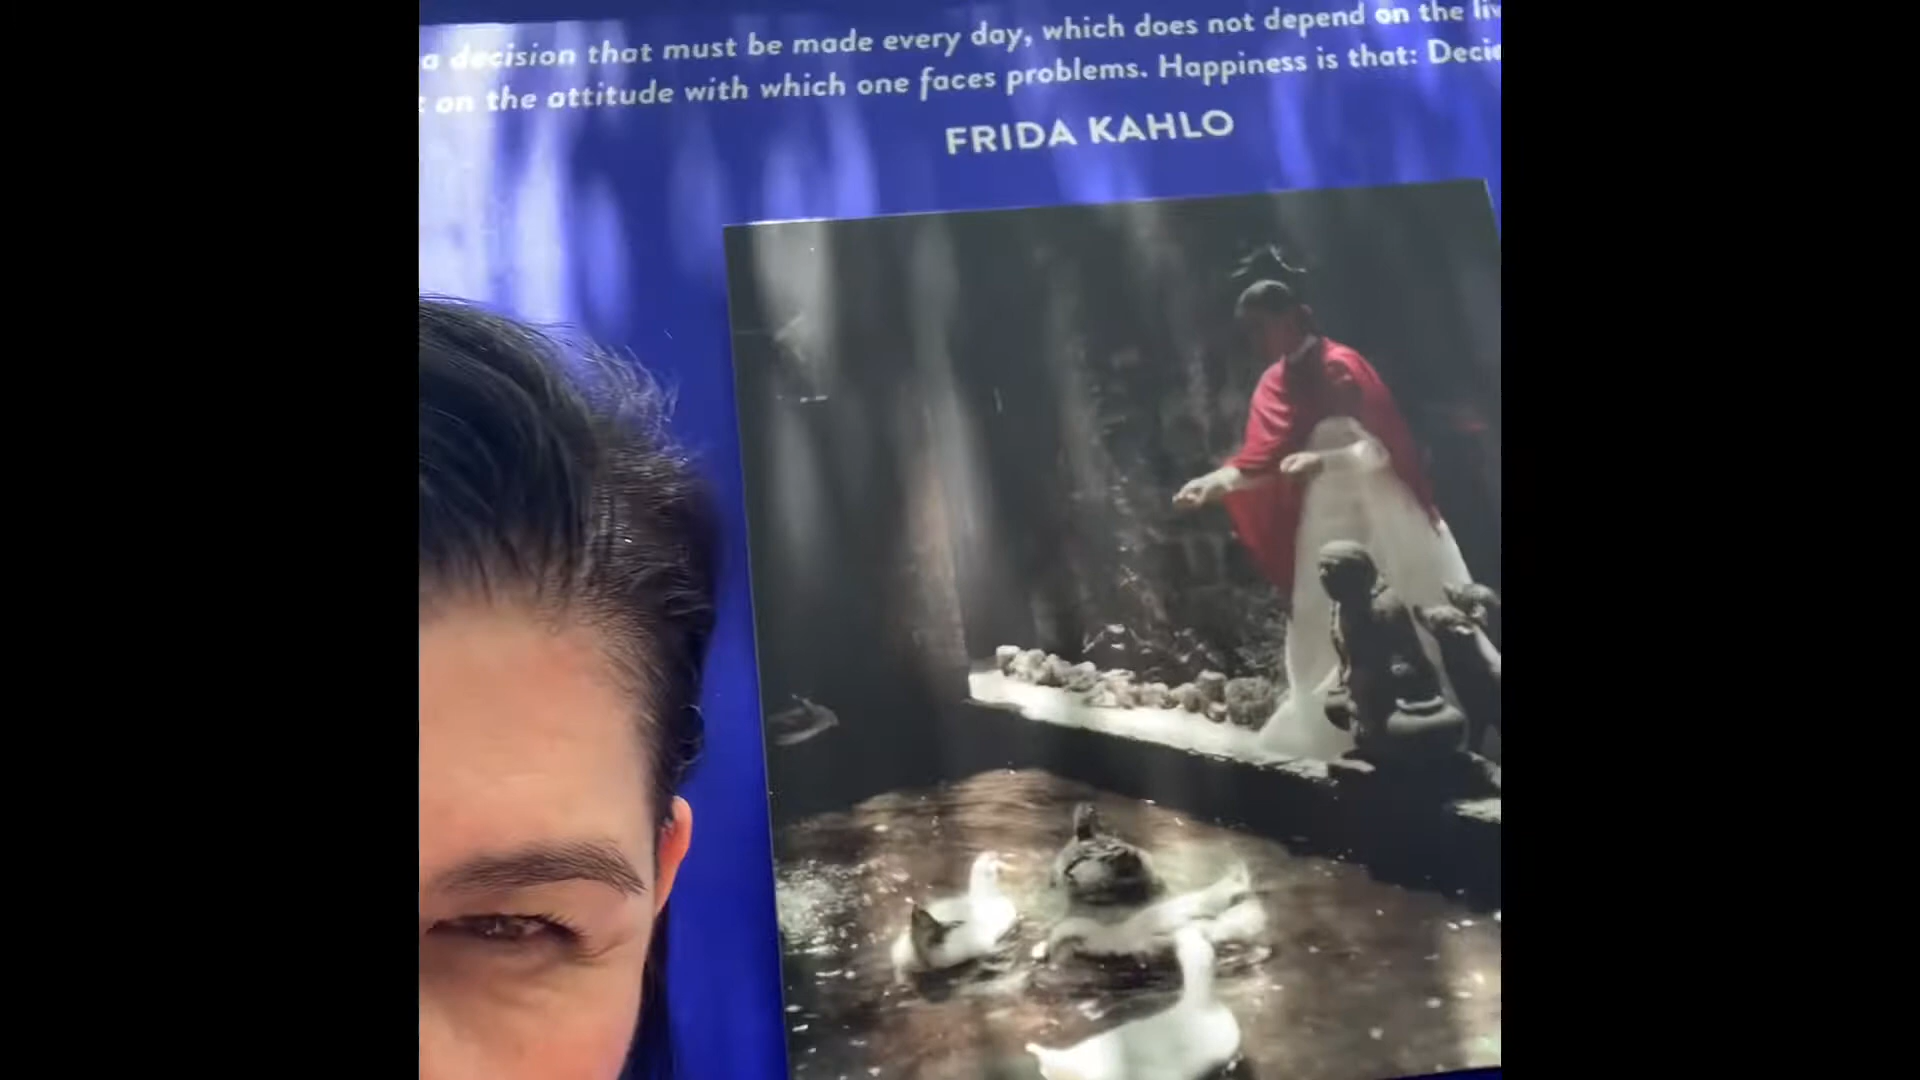 a decision that must be made every day, which does not depend on the
on the attitude with which one faces problems. Happiness is that:
FRIDA KAHLO